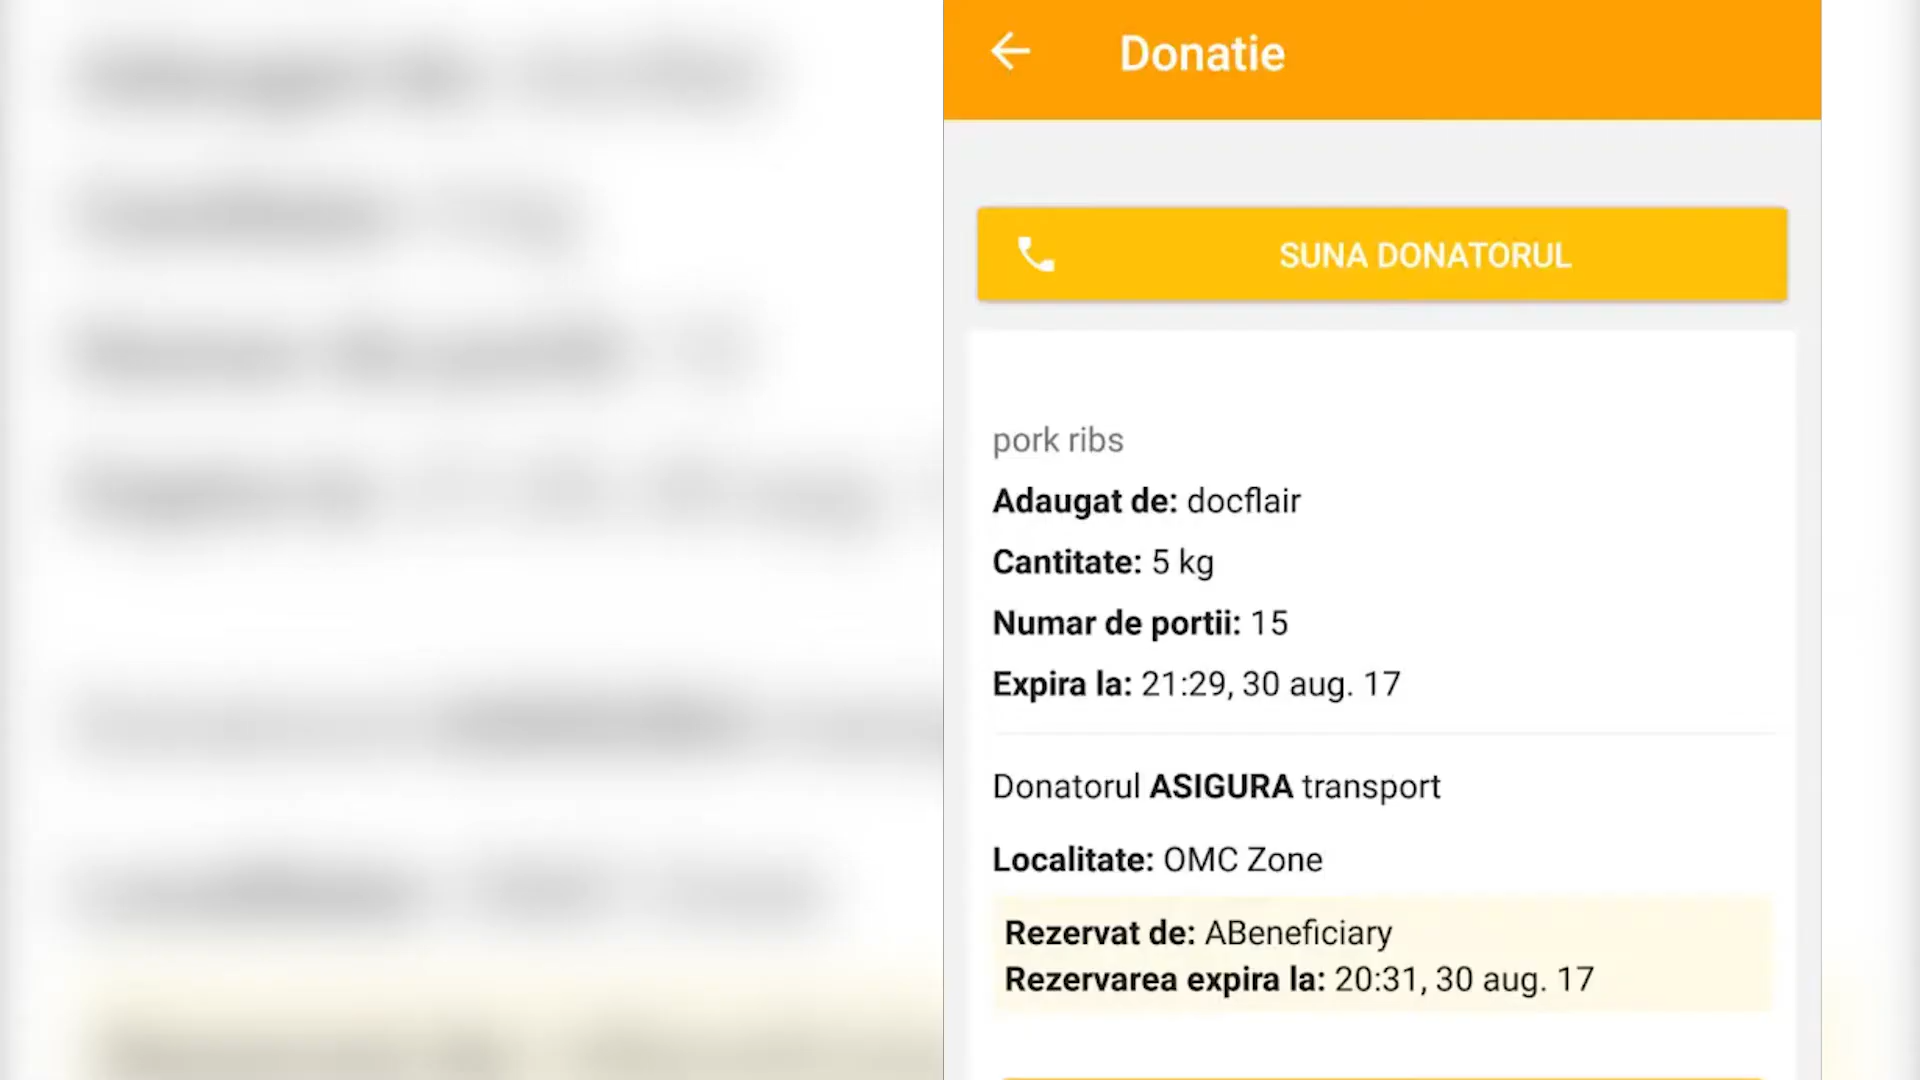 Donatie
SUNA DONATORUL
pork ribs
Adaugat de: docflair
Cantitate: 5 kg
Numar de portii: 15
Expira la: 21:29, 30 aug. 17
Donatorul ASIGURA transport
Localitate: OMC Zone
Rezervat de: ABeneficiary
Rezervarea expira la: 20:31, 30 aug. 17